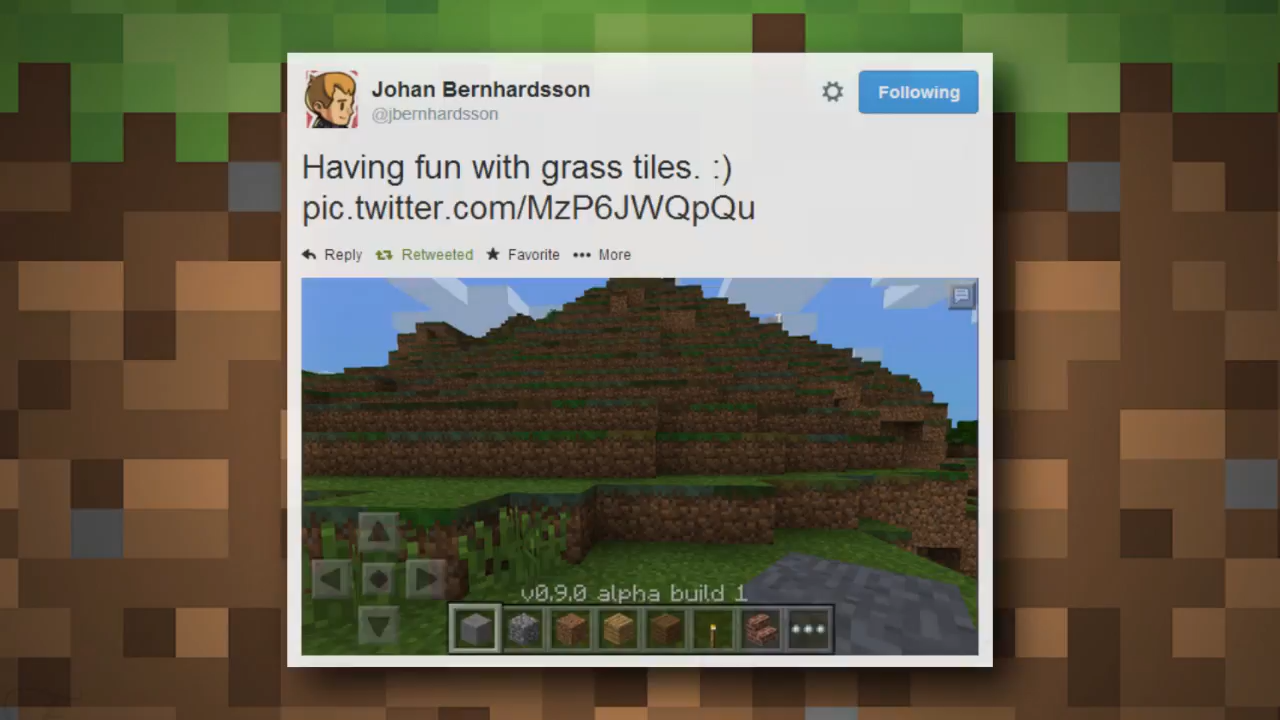 Johan Bernhardsson
@jbernhardsson
Following
Having fun with grass tiles. :)
pic.twitter.com/MzP6JWQpQu
Reply Retweeted Favorite More
v0.9.0 alpha build 1